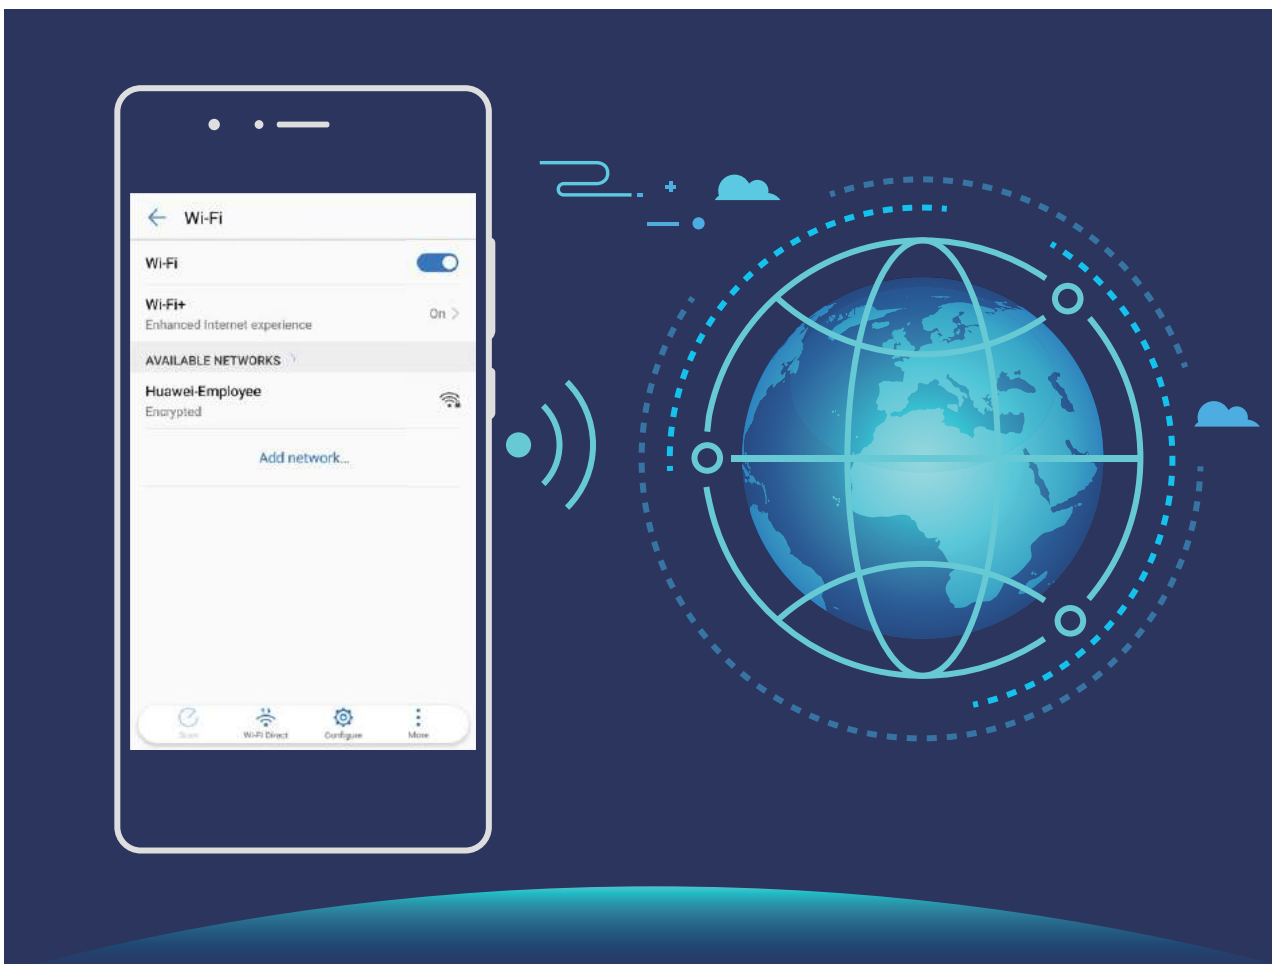 Wi-Fi
Wi-Fi
Wi-Fi+
Enhanced Internet experience
On
AVAILABLE NETWORKS
Huawei-Employee
Encrypted
Add network...
Scan
Wi-Fi Direct
Configure
More